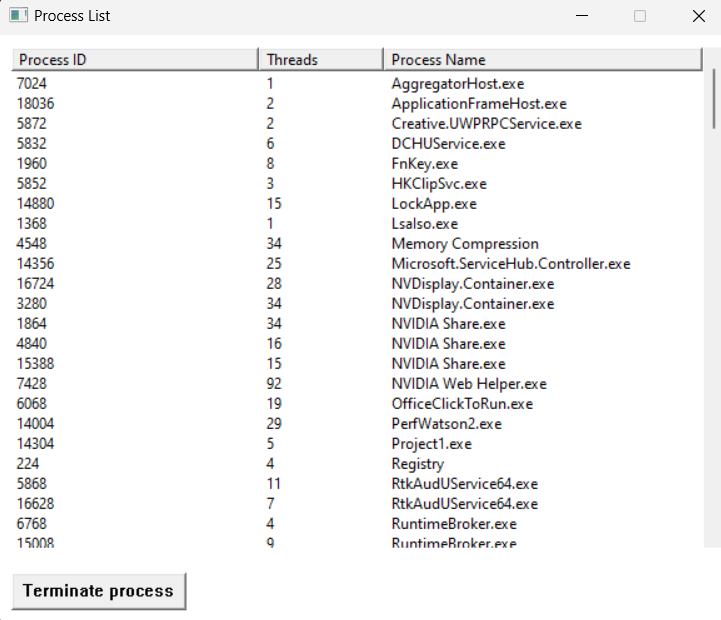 Process List
Process ID Threads Process Name
7024 1 AggregatorHost.exe
18036 2 ApplicationFrameHost.exe
5872 2 Creative.UWPRPCService.exe
5832 6 DCHUService.exe
1960 8 FnKey.exe
5852 3 HKClipSvc.exe
14880 15 LockApp.exe
1368 1 LsaIso.exe
4548 34 Memory Compression
14356 25 Microsoft.ServiceHub.Controller.exe
16724 28 NVDisplay.Container.exe
3280 34 NVDisplay.Container.exe
1864 34 NVIDIA Share.exe
4840 16 NVIDIA Share.exe
15388 15 NVIDIA Share.exe
7428 92 NVIDIA Web Helper.exe
6068 19 OfficeClickToRun.exe
14004 29 PerfWatson2.exe
14304 5 Project1.exe
224 4 Registry
5868 11 RtkAudUService64.exe
16628 7 RtkAudUService64.exe
6768 4 RuntimeBroker.exe
15008 9 RuntimeBroker.exe
Terminate process